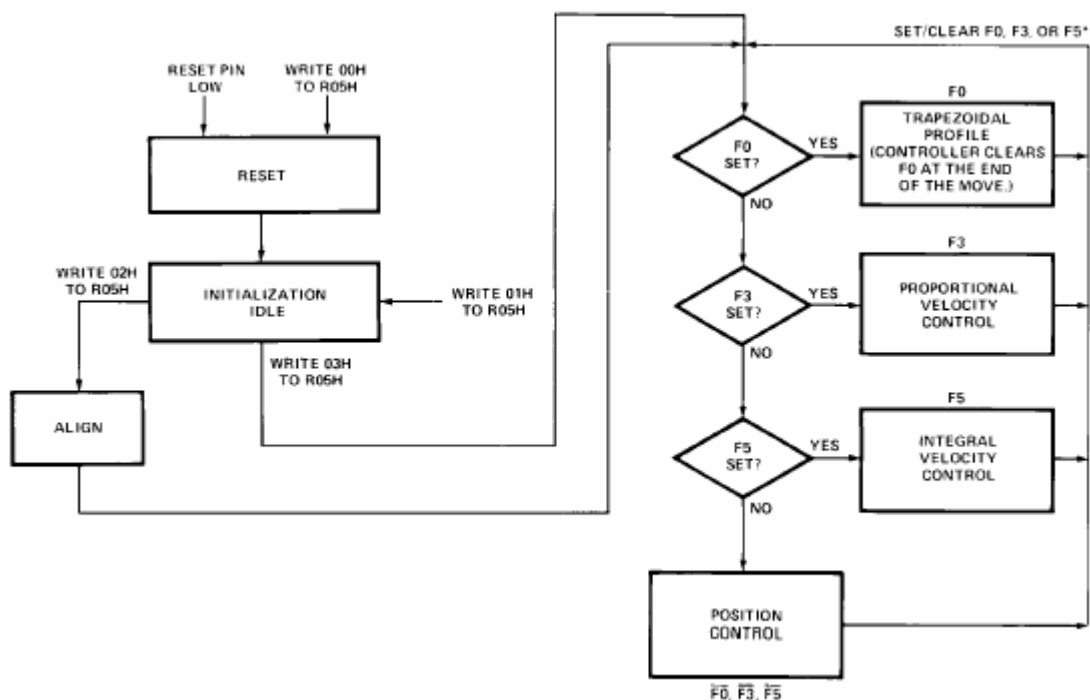 SET/CLEAR F0, F3, OR F5*
RESET PIN
LOW
WRITE 00H
TO R05H
RESET
WRITE 02H
TO R05H
INITIALIZATION
IDLE
WRITE 01H
TO R05H
WRITE 03H
TO R05H
ALIGN
F0
SET?
YES
NO
F0
TRAPEZOIDAL
PROFILE
(CONTROLLER CLEARS
F0 AT THE END
OF THE MOVE.)
F3
SET?
YES
NO
F3
PROPORTIONAL
VELOCITY
CONTROL
F5
SET?
YES
NO
F5
INTEGRAL
VELOCITY
CONTROL
POSITION
CONTROL
F̅0̅, F̅3̅, F̅5̅